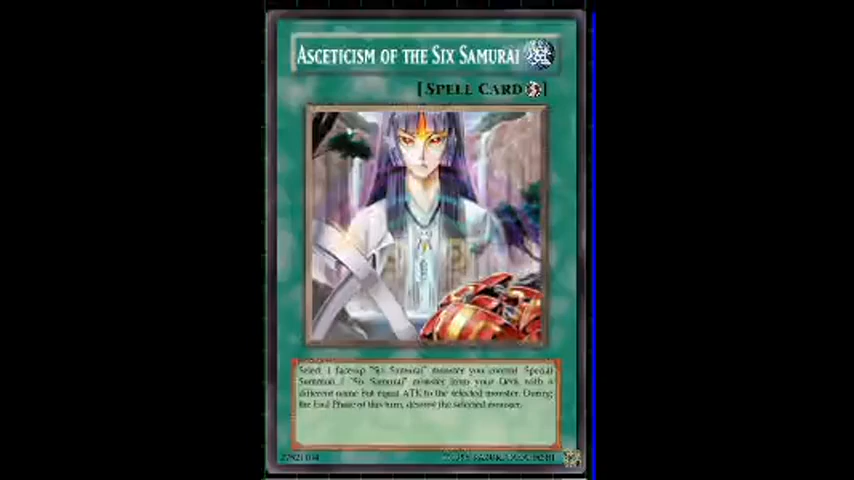 ASCETICISM OF THE SIX SAMURAI
[SPELL CARD]
Select 1 face-up "Six Samurai" monster you control. Special
Summon 1 "Six Samurai" monster from your Deck with a
different name but equal ATK to the selected monster. During
the End Phase of this turn, destroy the selected monster.